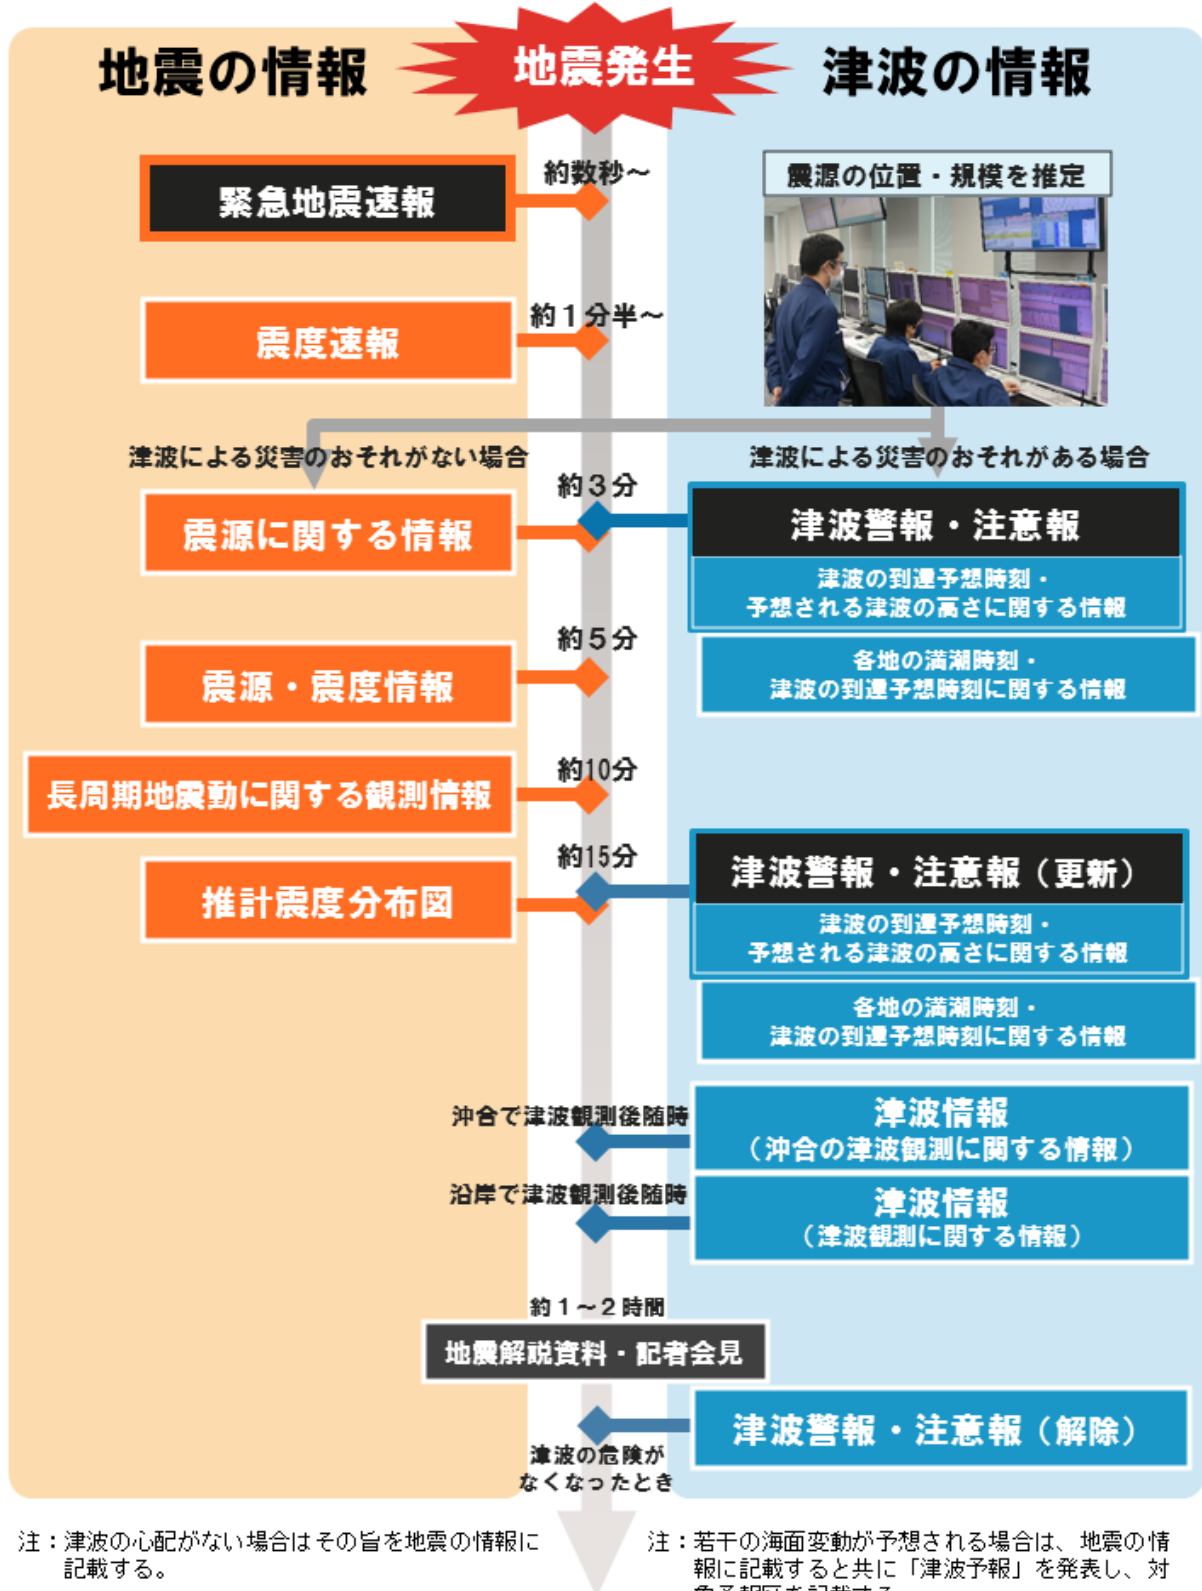 地震の情報
地震発生
津波の情報
緊急地震速報
約数秒～
震源の位置・規模を推定
震度速報
約１分半～
津波による災害のおそれがない場合
津波による災害のおそれがある場合
震源に関する情報
約３分
津波警報・注意報
津波の到達予想時刻・
予想される津波の高さに関する情報
各地の満潮時刻・
津波の到達予想時刻に関する情報
震源・震度情報
約５分
長周期地震動に関する観測情報
約10分
推計震度分布図
約15分
津波警報・注意報（更新）
津波の到達予想時刻・
予想される津波の高さに関する情報
各地の満潮時刻・
津波の到達予想時刻に関する情報
沖合で津波観測後随時
津波情報
（沖合の津波観測に関する情報）
沿岸で津波観測後随時
津波情報
（津波観測に関する情報）
約１～２時間
地震解説資料・記者会見
津波警報・注意報（解除）
津波の危険が
なくなったとき
注：津波の心配がない場合はその旨を地震の情報に
記載する。
注：若干の海面変動が予想される場合は、地震の情
報に記載すると共に「津波予報」を発表し、対